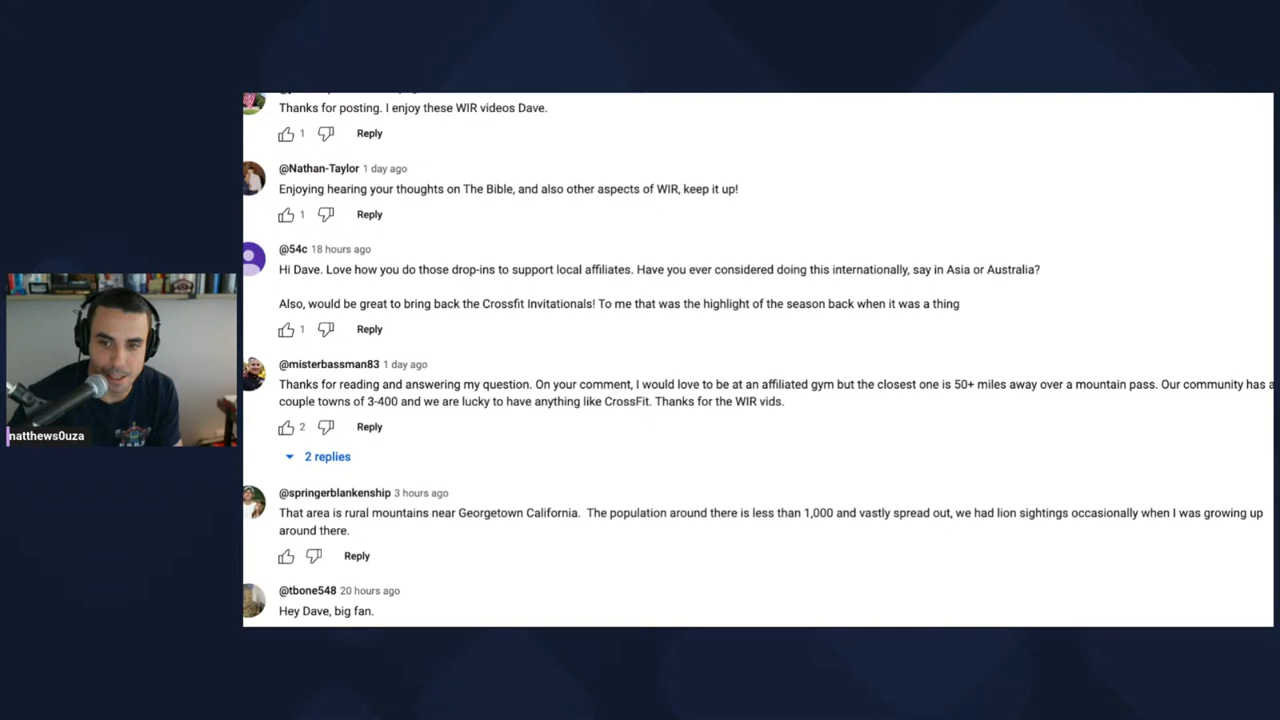 Thanks for posting. I enjoy these WIR videos Dave.
1 Reply
@Nathan-Taylor 1 day ago
Enjoying hearing your thoughts on The Bible, and also other aspects of WIR, keep it up!
1 Reply
@54c 18 hours ago
Hi Dave. Love how you do those drop-ins to support local affiliates. Have you ever considered doing this internationally, say in Asia or Australia?
Also, would be great to bring back the Crossfit Invitationals! To me that was the highlight of the season back when it was a thing
1 Reply
@misterbassman83 1 day ago
Thanks for reading and answering my question. On your comment, I would love to be at an affiliated gym but the closest one is 50+ miles away over a mountain pass. Our community has a
couple towns of 3-400 and we are lucky to have anything like CrossFit. Thanks for the WIR vids.
2 Reply
2 replies
@springerblankenship 3 hours ago
That area is rural mountains near Georgetown California. The population around there is less than 1,000 and vastly spread out, we had lion sightings occasionally when I was growing up
around there.
Reply
@tbone548 20 hours ago
Hey Dave, big fan.
matthews0uza